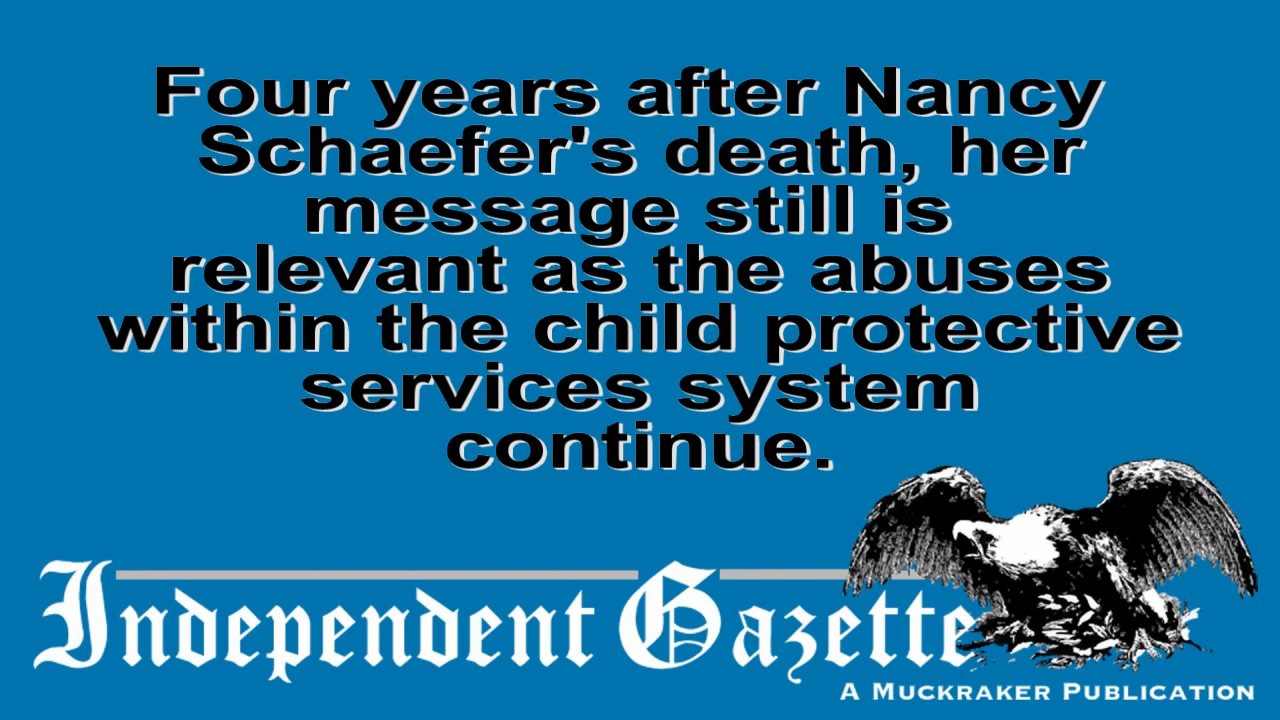 Four years after Nancy
Schaefer's death, her
message still is
relevant as the abuses
within the child protective
services system
continue.
Independent Gazette
A Muckraker Publication